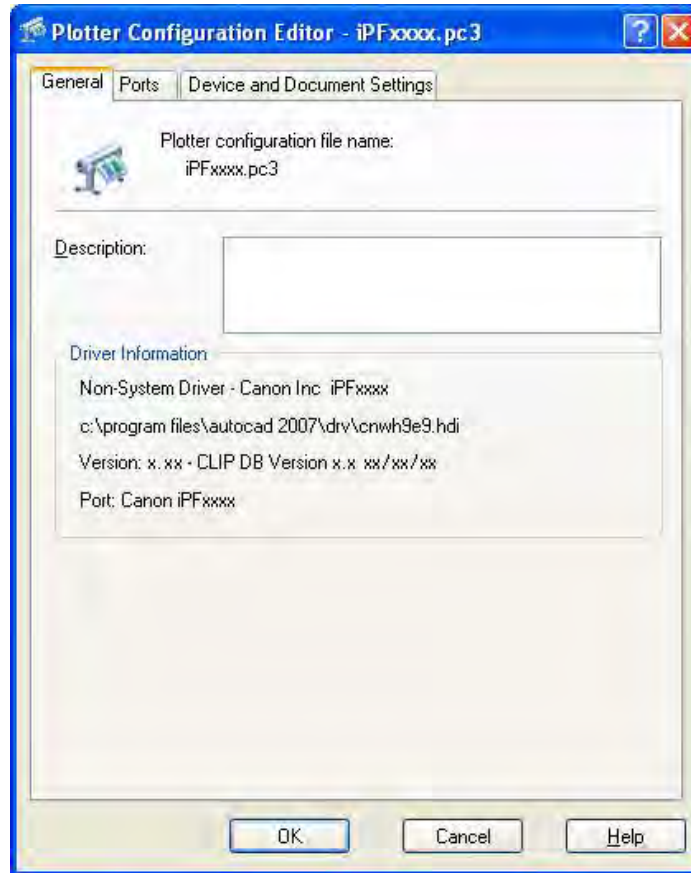 Plotter Configuration Editor - iPFxxxx.pc3
General Ports Device and Document Settings
Plotter configuration file name:
iPFxxxx.pc3
Description:
Driver Information
Non-System Driver - Canon Inc iPFxxxx
c:\program files\autocad 2007\drv\cnwh9e9.hdi
Version: x.xx - CLIP DB Version x.x xx/xx/xx
Port: Canon iPFxxxx
OK Cancel Help